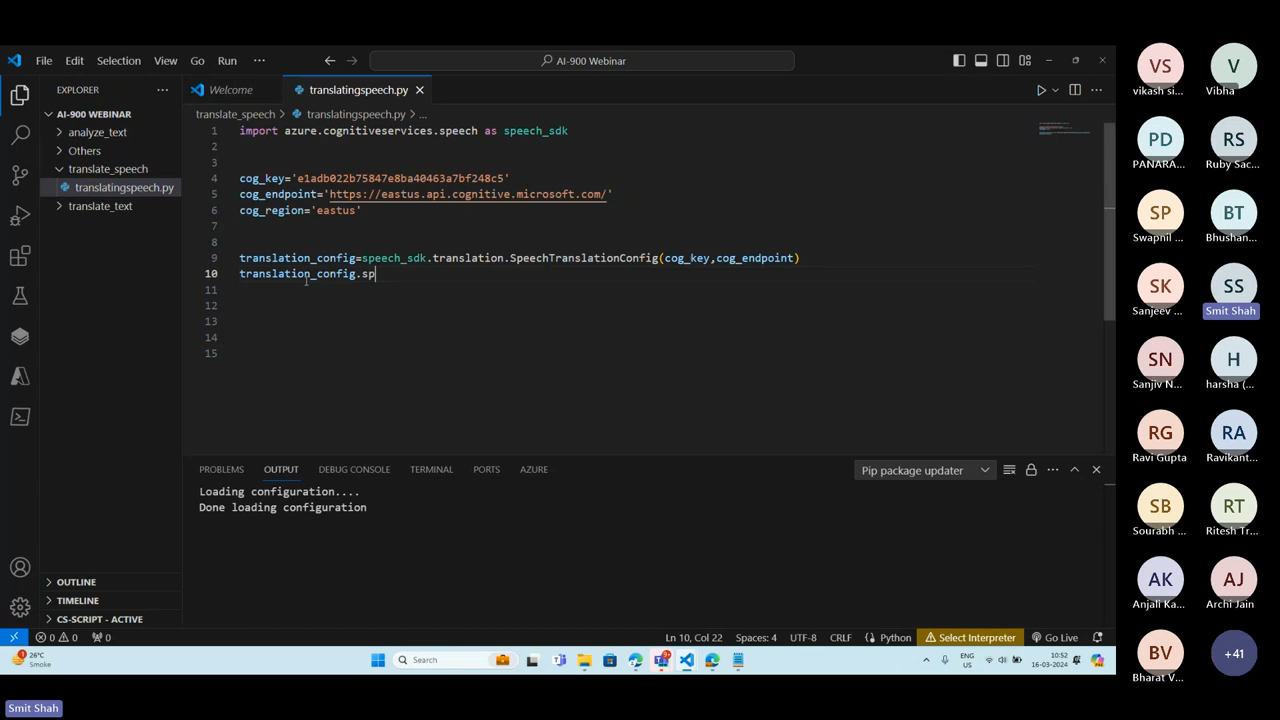 File Edit Selection View Go Run ··· AI-900 Webinar
EXPLORER ···
Welcome translatingspeech.py
AI-900 WEBINAR
analyze_text
Others
translate_speech
translatingspeech.py
translate_text
translate_speech > translatingspeech.py > ...
1 import azure.cognitiveservices.speech as speech_sdk
2
3
4 cog_key='e1adb022b75847e8ba40463a7bf248c5'
5 cog_endpoint='https://eastus.api.cognitive.microsoft.com/'
6 cog_region='eastus'
7
8
9 translation_config=speech_sdk.translation.SpeechTranslationConfig(cog_key,cog_endpoint)
10 translation_config.sp
11
12
13
14
15
PROBLEMS OUTPUT DEBUG CONSOLE TERMINAL PORTS AZURE Pip package updater
Loading configuration....
Done loading configuration
OUTLINE
TIMELINE
CS-SCRIPT - ACTIVE
0 0 0 Ln 10, Col 22 Spaces: 4 UTF-8 CRLF Python Select Interpreter Go Live
26°C
Smoke
Search
ENG
US
10:52
16-03-2024
Smit Shah
VS V
vikash si... Vibha
PD RS
PANARA... Ruby Sac...
SP BT
Swapnil ... Bhushan...
SK SS
Sanjeev ... Smit Shah
SN H
Sanjiv N... harsha (...
RG RA
Ravi Gupta Ravikant...
SB RT
Sourabh ... Ritesh Tr...
AK AJ
Anjali Ka... Archi Jain
BV +41
Bharat V...